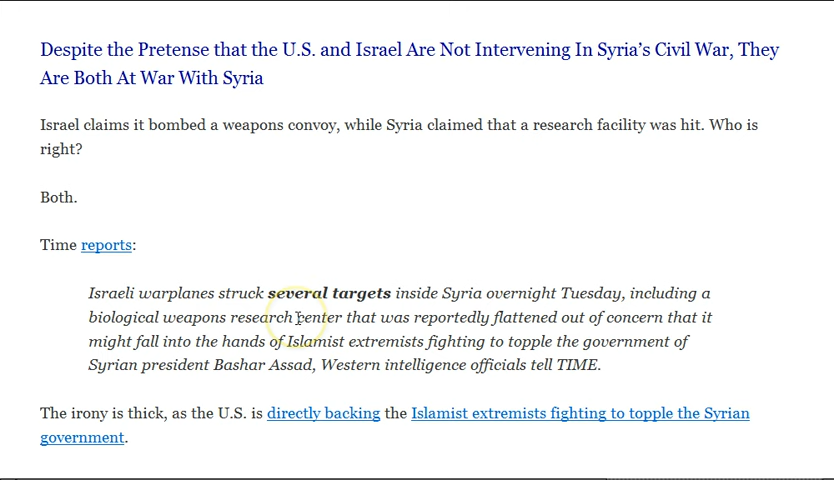 Despite the Pretense that the U.S. and Israel Are Not Intervening In Syria’s Civil War, They
Are Both At War With Syria
Israel claims it bombed a weapons convoy, while Syria claimed that a research facility was hit. Who is
right?
Both.
Time reports:
Israeli warplanes struck several targets inside Syria overnight Tuesday, including a
biological weapons research center that was reportedly flattened out of concern that it
might fall into the hands of Islamist extremists fighting to topple the government of
Syrian president Bashar Assad, Western intelligence officials tell TIME.
The irony is thick, as the U.S. is directly backing the Islamist extremists fighting to topple the Syrian
government.